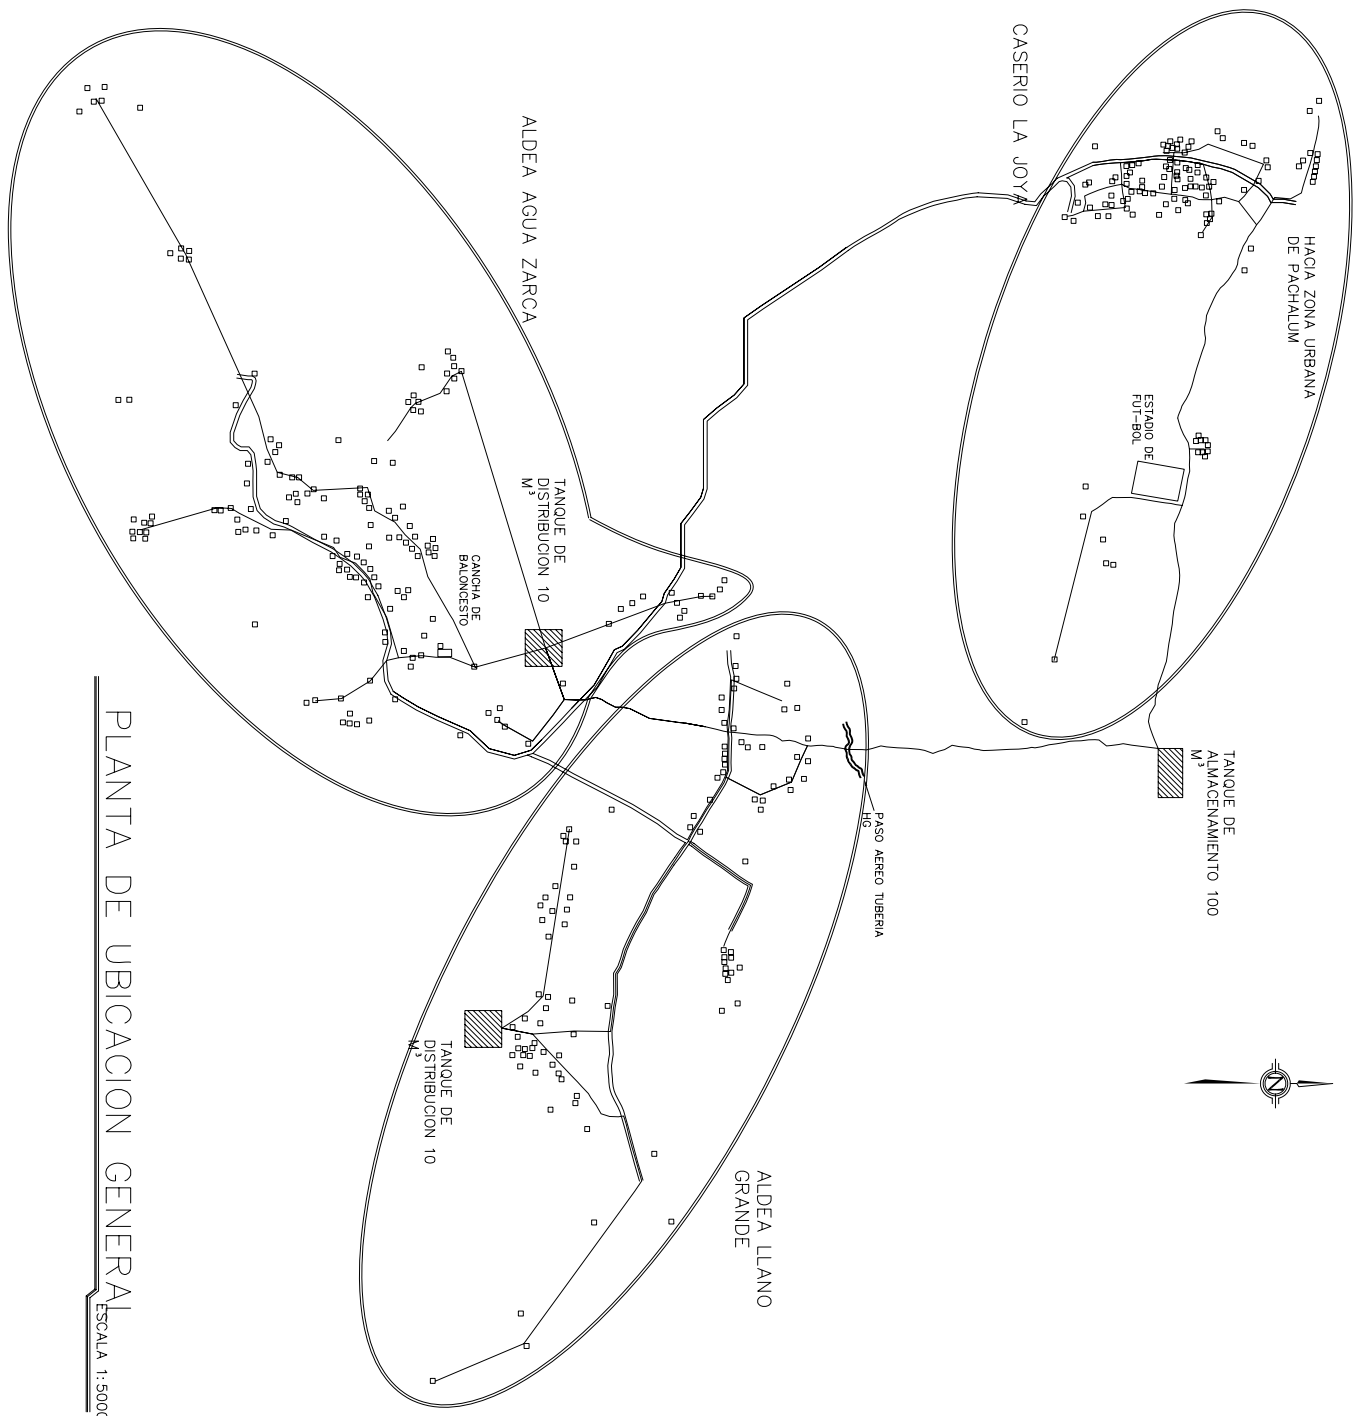 CASERIO LA JOYA
HACIA ZONA URBANA
DE PACHALUM
ESTADIO DE
FUT-BOL
ALDEA AGUA ZARCA
TANQUE DE
DISTRIBUCION 10
M³
CANCHA DE
BALONCESTO
TANQUE DE
ALMACENAMIENTO 100
M³
PASO AEREO TUBERIA
HG
TANQUE DE
DISTRIBUCION 10
M³
ALDEA LLANO
GRANDE
N
PLANTA DE UBICACION GENERAL
ESCALA 1:5000